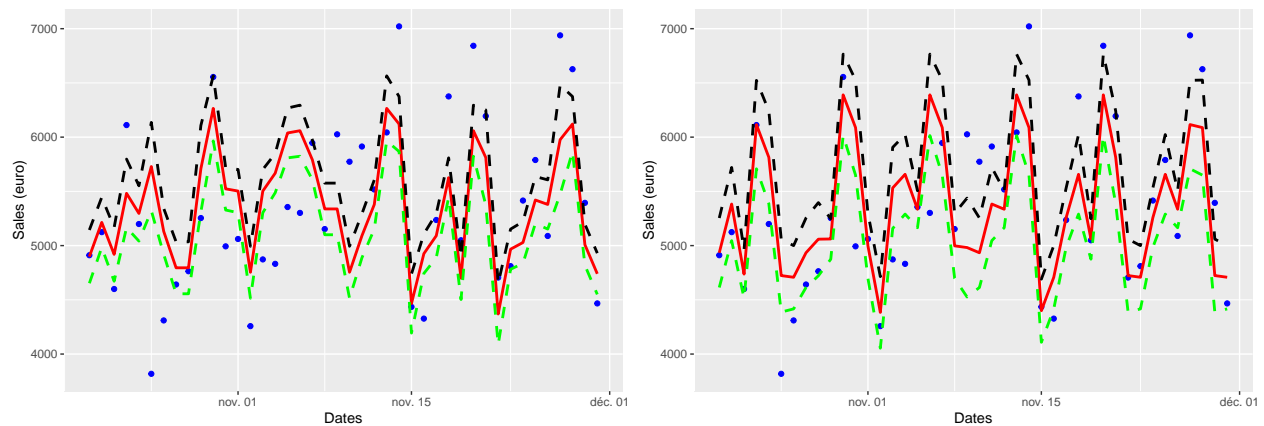 7000
6000
5000
4000
Sales (euro)
nov. 01
nov. 15
déc. 01
Dates
7000
6000
5000
4000
Sales (euro)
nov. 01
nov. 15
déc. 01
Dates